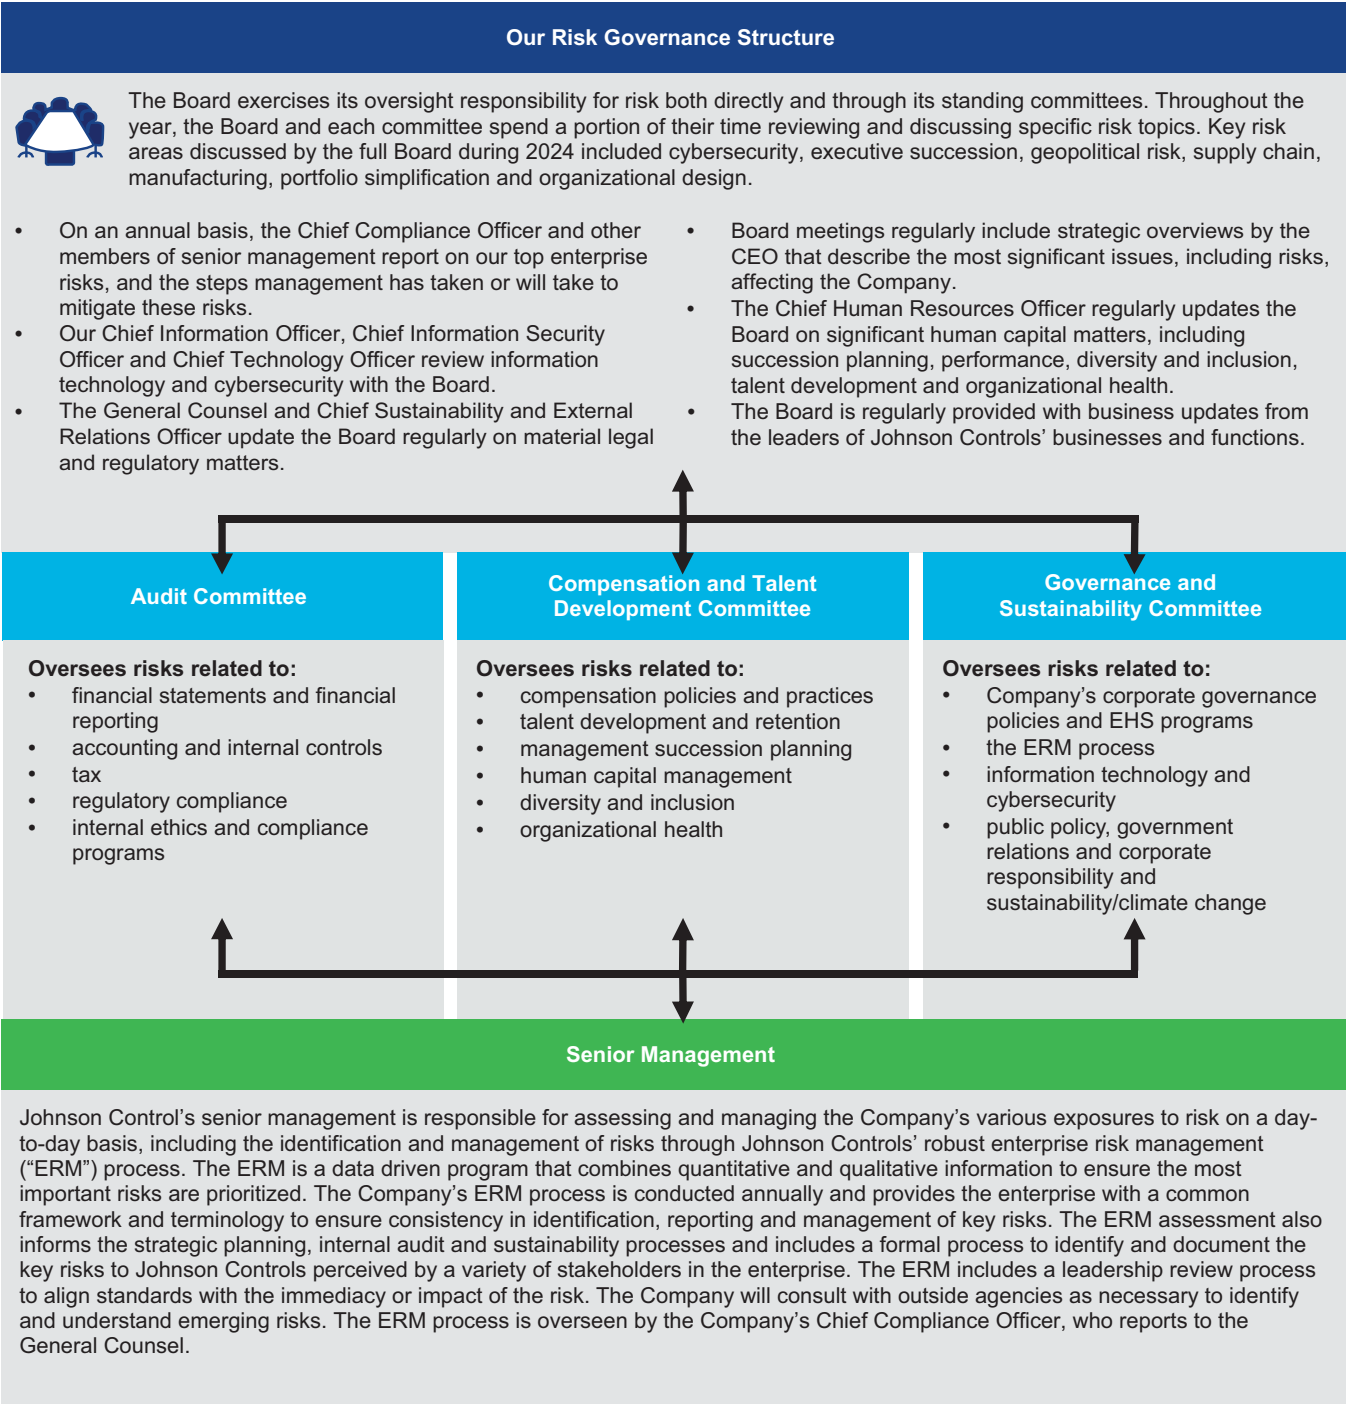 Our Risk Governance Structure
The Board exercises its oversight responsibility for risk both directly and through its standing committees. Throughout the
year, the Board and each committee spend a portion of their time reviewing and discussing specific risk topics. Key risk
areas discussed by the full Board during 2024 included cybersecurity, executive succession, geopolitical risk, supply chain,
manufacturing, portfolio simplification and organizational design.
• On an annual basis, the Chief Compliance Officer and other
members of senior management report on our top enterprise
risks, and the steps management has taken or will take to
mitigate these risks.
• Our Chief Information Officer, Chief Information Security
Officer and Chief Technology Officer review information
technology and cybersecurity with the Board.
• The General Counsel and Chief Sustainability and External
Relations Officer update the Board regularly on material legal
and regulatory matters.
• Board meetings regularly include strategic overviews by the
CEO that describe the most significant issues, including risks,
affecting the Company.
• The Chief Human Resources Officer regularly updates the
Board on significant human capital matters, including
succession planning, performance, diversity and inclusion,
talent development and organizational health.
• The Board is regularly provided with business updates from
the leaders of Johnson Controls’ businesses and functions.
Audit Committee
Oversees risks related to:
• financial statements and financial
reporting
• accounting and internal controls
• tax
• regulatory compliance
• internal ethics and compliance
programs
Compensation and Talent
Development Committee
Oversees risks related to:
• compensation policies and practices
• talent development and retention
• management succession planning
• human capital management
• diversity and inclusion
• organizational health
Governance and
Sustainability Committee
Oversees risks related to:
• Company’s corporate governance
policies and EHS programs
• the ERM process
• information technology and
cybersecurity
• public policy, government
relations and corporate
responsibility and
sustainability/climate change
Senior Management
Johnson Control’s senior management is responsible for assessing and managing the Company’s various exposures to risk on a day-
to-day basis, including the identification and management of risks through Johnson Controls’ robust enterprise risk management
(“ERM”) process. The ERM is a data driven program that combines quantitative and qualitative information to ensure the most
important risks are prioritized. The Company’s ERM process is conducted annually and provides the enterprise with a common
framework and terminology to ensure consistency in identification, reporting and management of key risks. The ERM assessment also
informs the strategic planning, internal audit and sustainability processes and includes a formal process to identify and document the
key risks to Johnson Controls perceived by a variety of stakeholders in the enterprise. The ERM includes a leadership review process
to align standards with the immediacy or impact of the risk. The Company will consult with outside agencies as necessary to identify
and understand emerging risks. The ERM process is overseen by the Company’s Chief Compliance Officer, who reports to the
General Counsel.